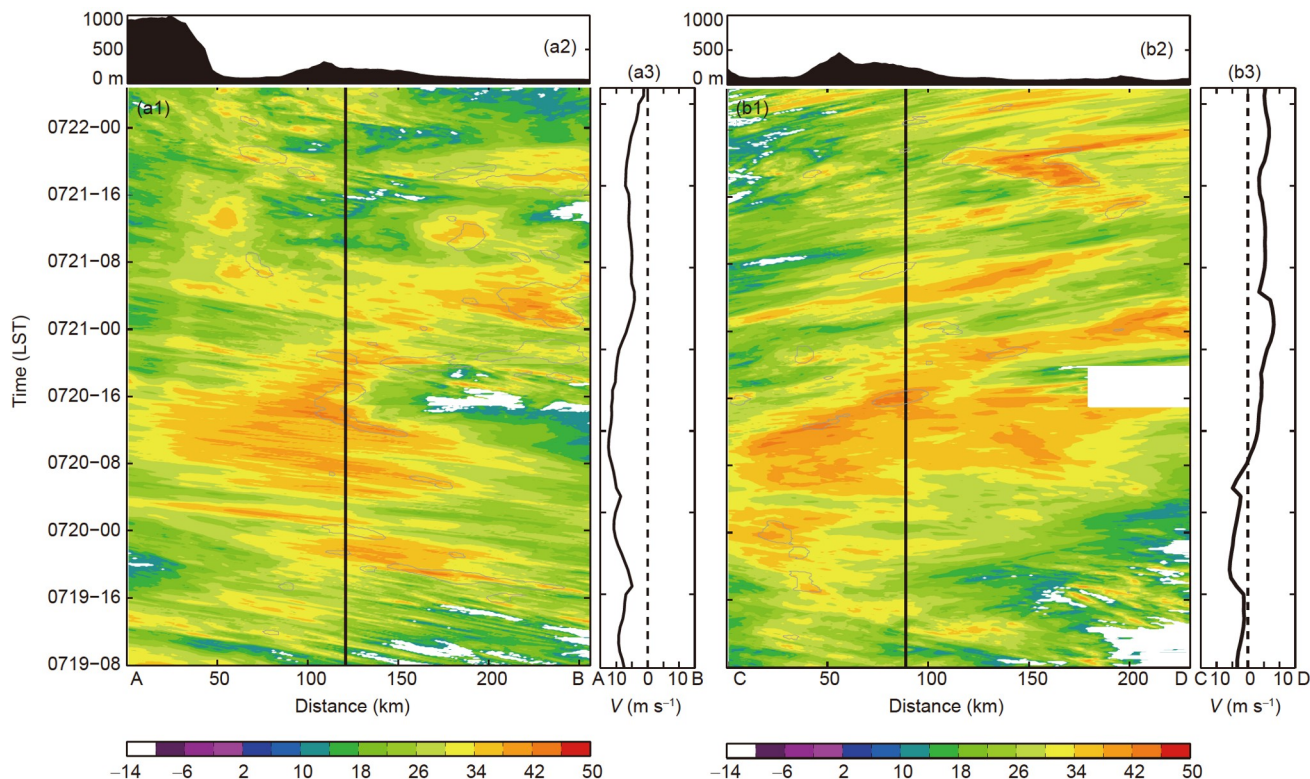 1000
500
0 m
(a2)
(a3)
1000
500
0 m
(b2)
(b3)
(a1)
(b1)
Time (LST)
0722−00
0721−16
0721−08
0721−00
0720−16
0720−08
0720−00
0719−16
0719−08
A 50 100 150 200 B
A 10 0 10 B
C 50 100 150 200 D
C 10 0 10 D
Distance (km)
V (m s⁻¹)
Distance (km)
V (m s⁻¹)
−14 −6 2 10 18 26 34 42 50
−14 −6 2 10 18 26 34 42 50